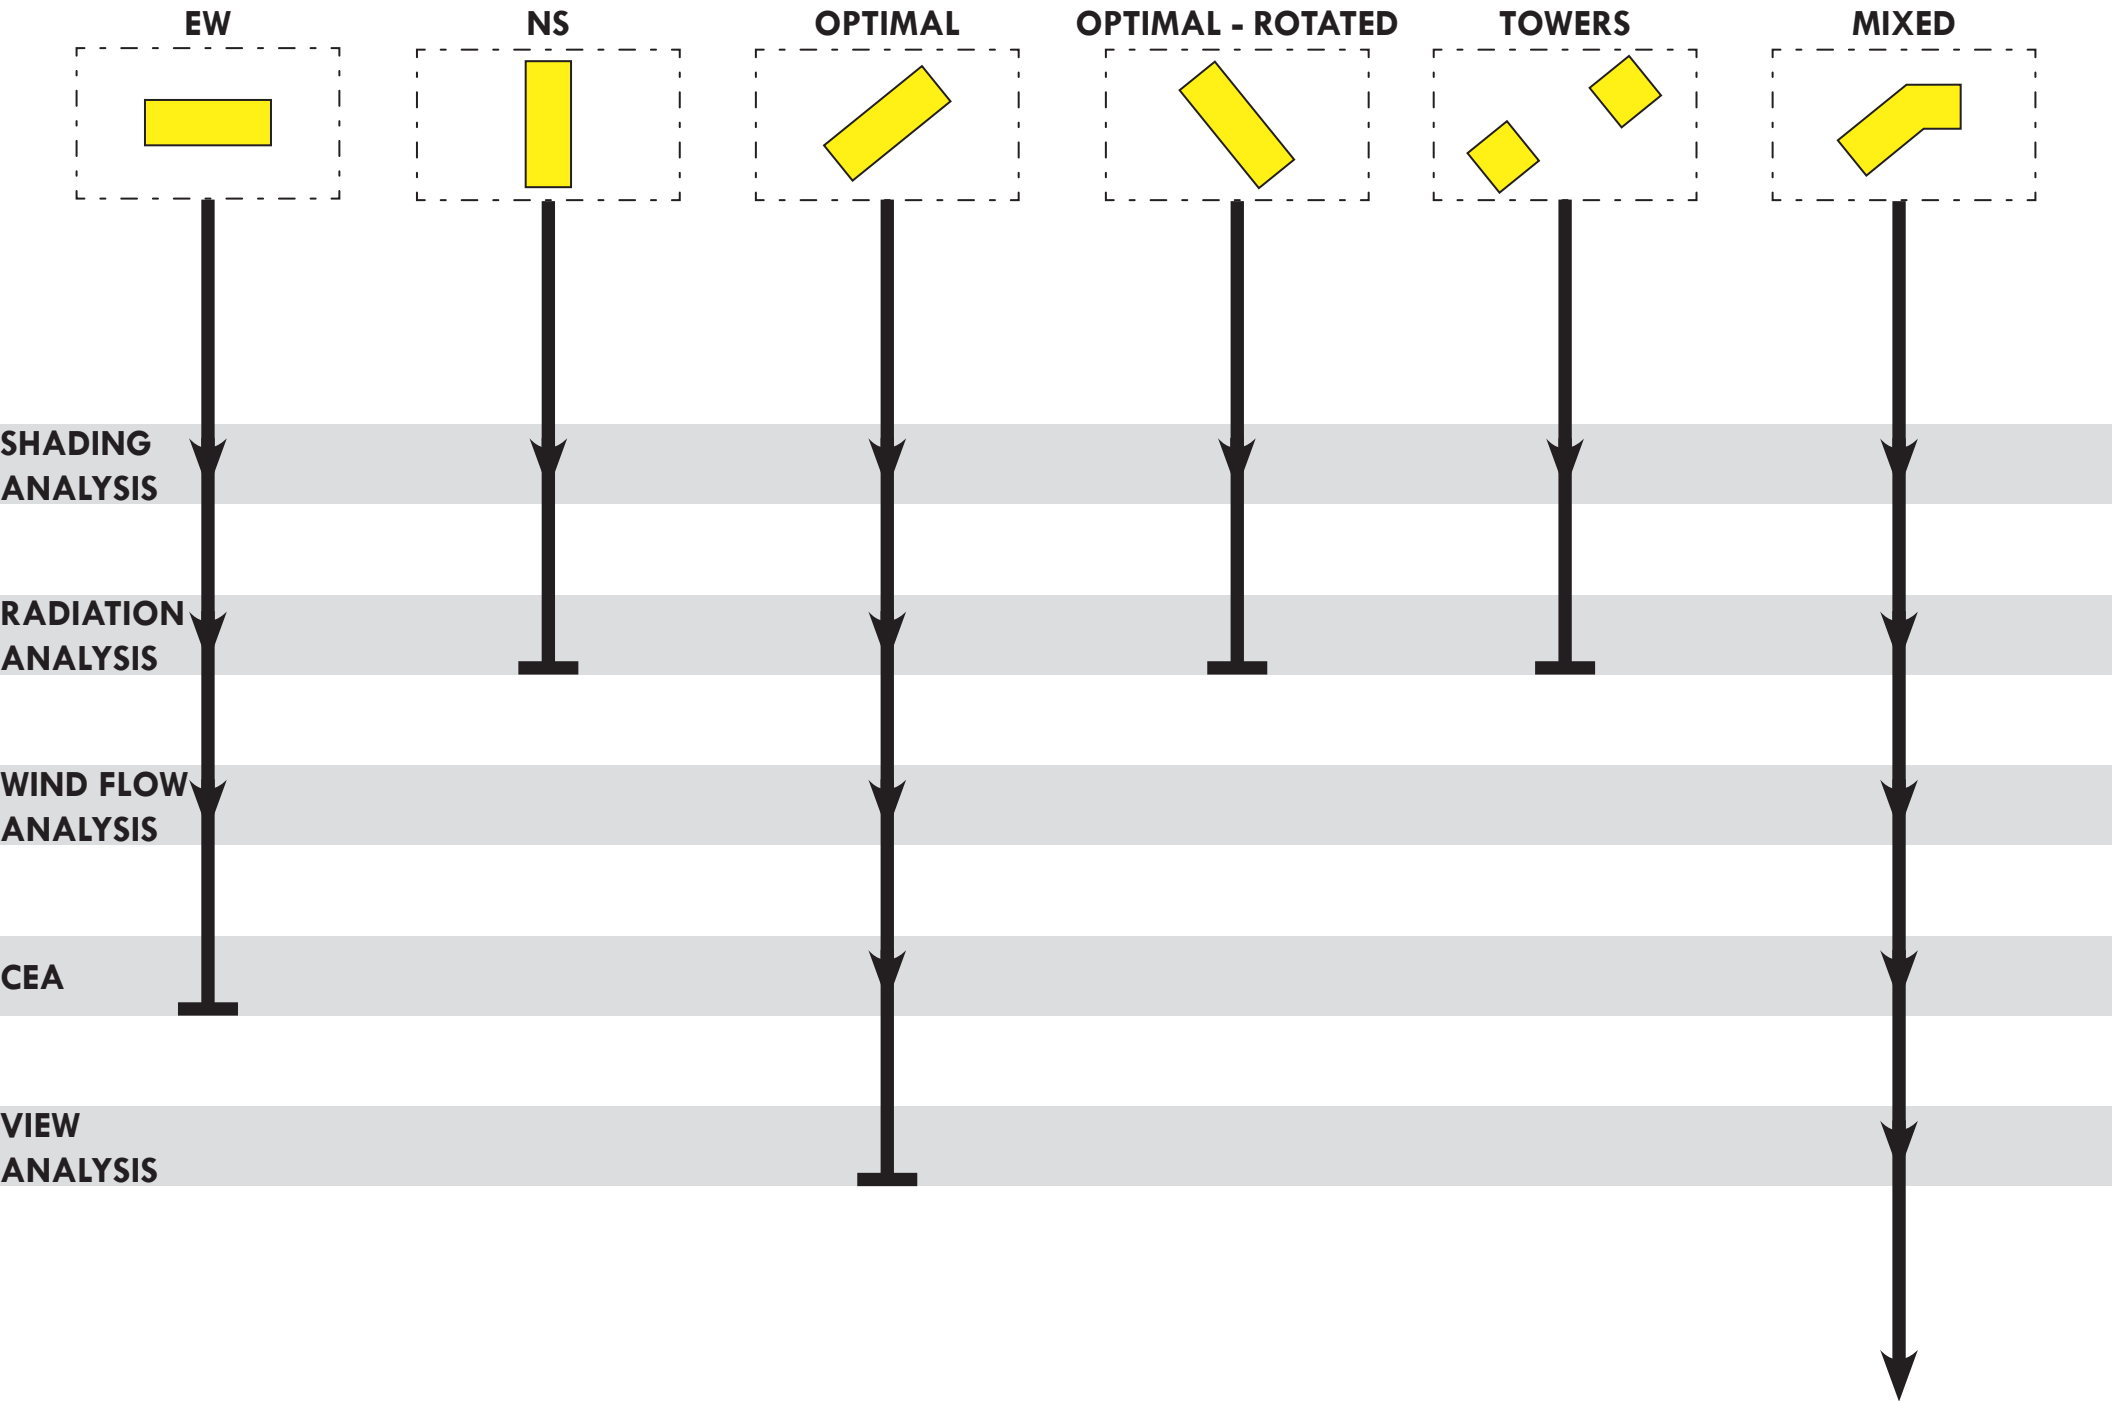 EW
NS
OPTIMAL
OPTIMAL - ROTATED
TOWERS
MIXED
SHADING
ANALYSIS
RADIATION
ANALYSIS
WIND FLOW
ANALYSIS
CEA
VIEW
ANALYSIS